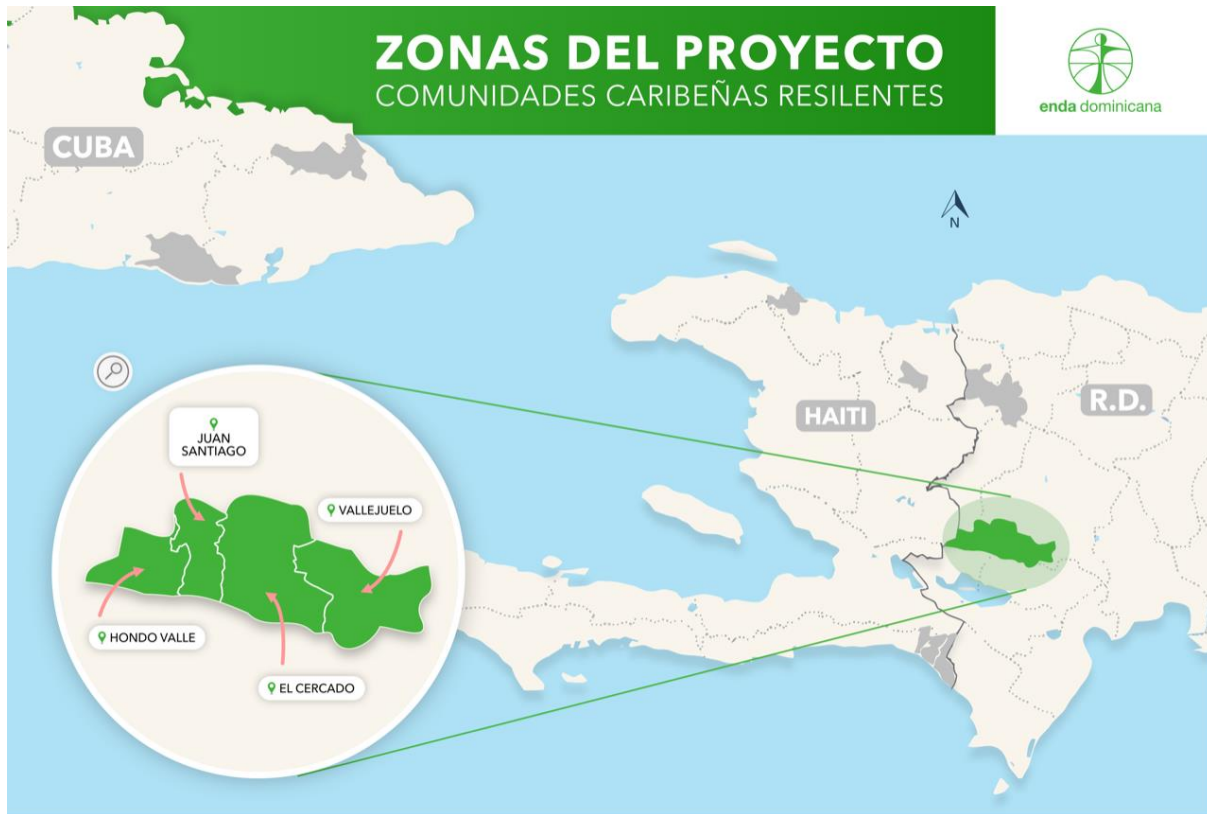 ZONAS DEL PROYECTO
COMUNIDADES CARIBEÑAS RESILENTES
enda dominicana
CUBA
N
HAITI
R.D.
JUAN
SANTIAGO
VALLEJUELO
HONDO VALLE
EL CERCADO